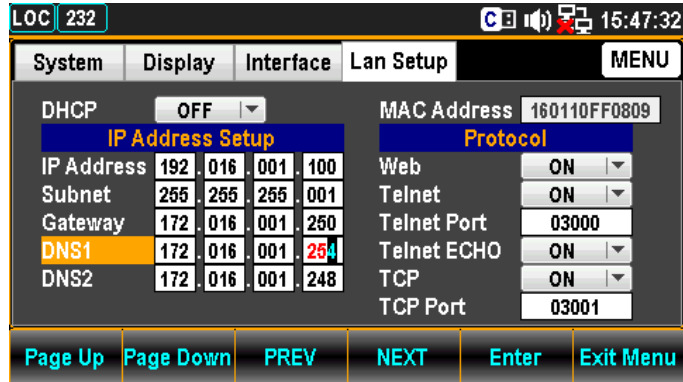 LOC 232 C 15:47:32
System Display Interface Lan Setup MENU
DHCP OFF
IP Address Setup
IP Address 192 . 016 . 001 . 100
Subnet 255 . 255 . 255 . 001
Gateway 172 . 016 . 001 . 250
DNS1 172 . 016 . 001 . 254
DNS2 172 . 016 . 001 . 248
MAC Address 160110FF0809
Protocol
Web ON
Telnet ON
Telnet Port 03000
Telnet ECHO ON
TCP ON
TCP Port 03001
Page Up Page Down PREV NEXT Enter Exit Menu